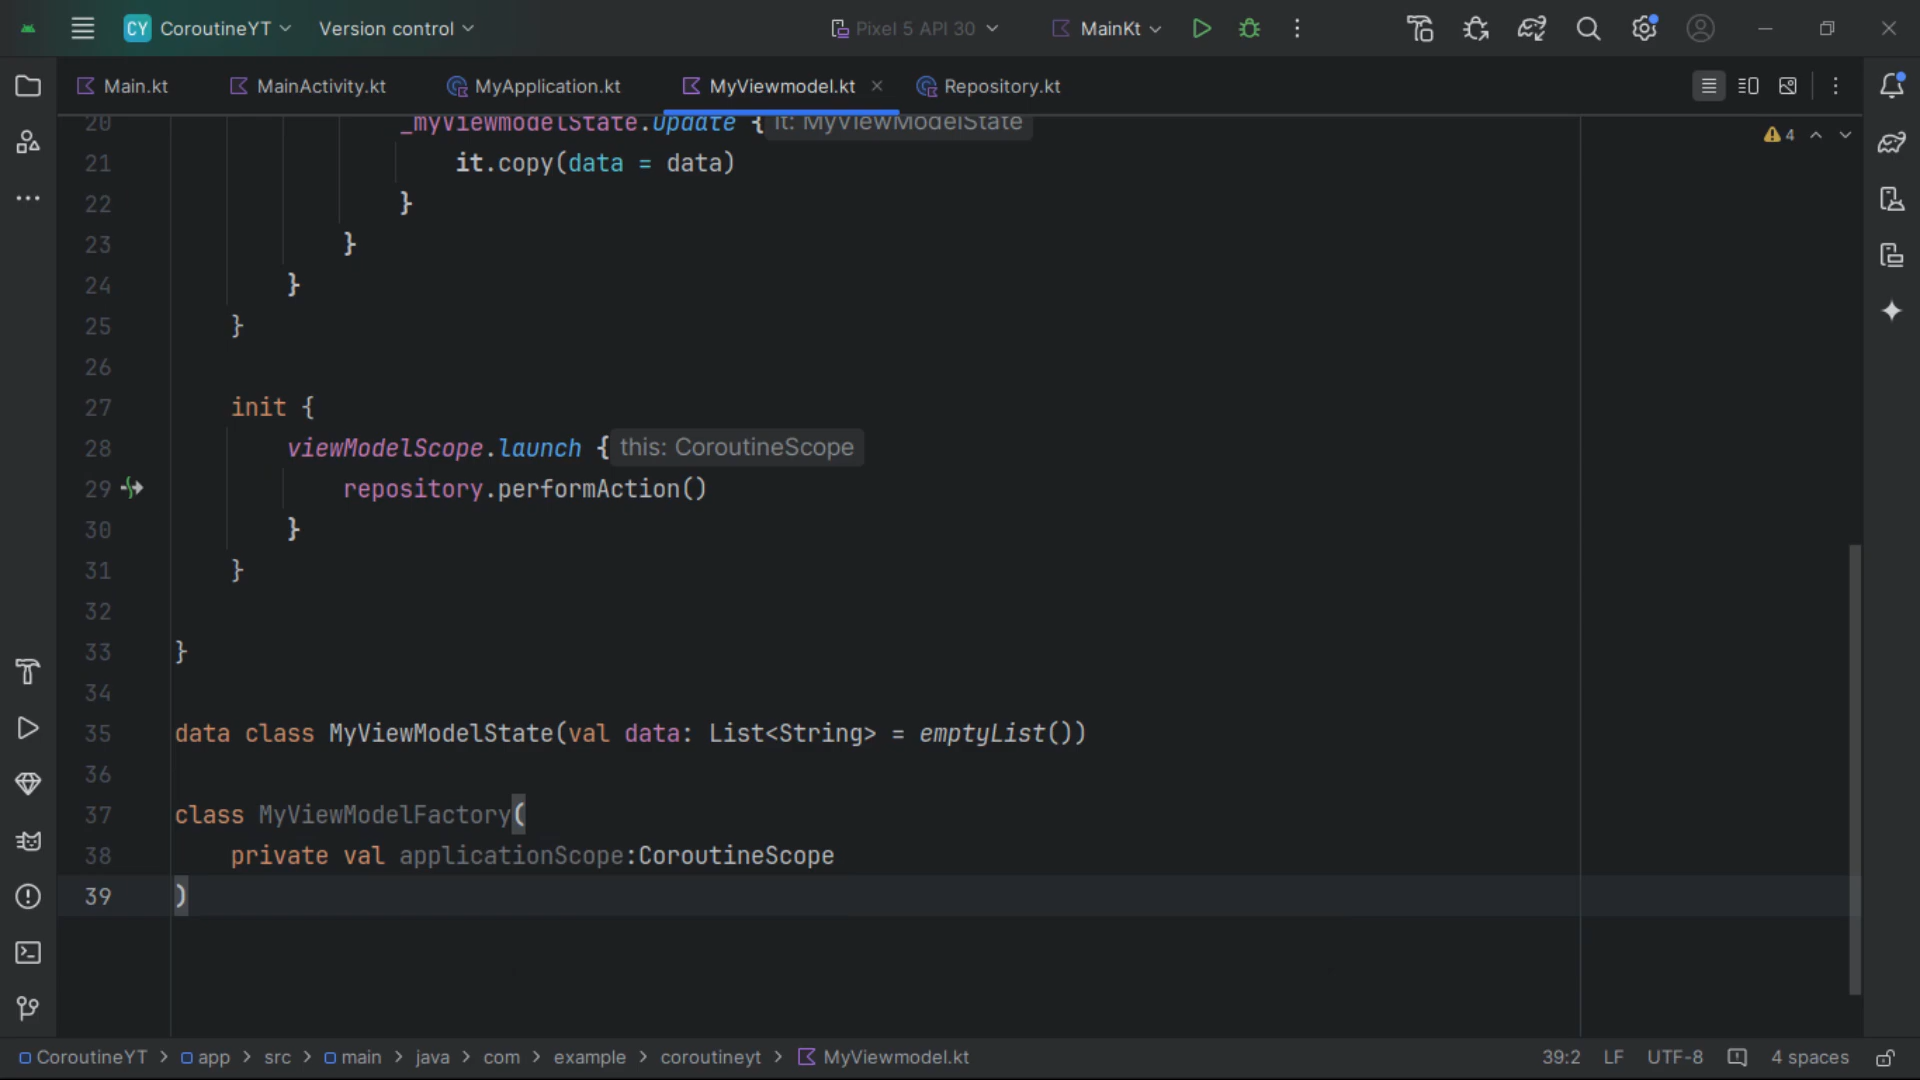 CY CoroutineYT Version control Pixel 5 API 30 MainKt
Main.kt MainActivity.kt MyApplication.kt MyViewmodel.kt Repository.kt
20 _myViewmodelState.update { it: MyViewModelState
4
21 it.copy(data = data)
22 }
23 }
24 }
25 }
26
27 init {
28 viewModelScope.launch { this: CoroutineScope
29 repository.performAction()
30 }
31 }
32
33 }
34
35 data class MyViewModelState(val data: List<String> = emptyList())
36
37 class MyViewModelFactory(
38 private val applicationScope:CoroutineScope
39 )
CoroutineYT > app > src > main > java > com > example > coroutineyt > MyViewmodel.kt 39:2 LF UTF-8 4 spaces